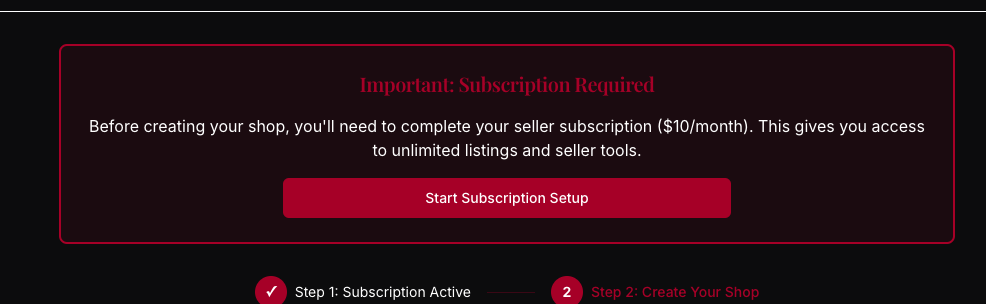 Important: Subscription Required
Before creating your shop, you'll need to complete your seller subscription ($10/month). This gives you access
to unlimited listings and seller tools.
Start Subscription Setup
✓ Step 1: Subscription Active 2 Step 2: Create Your Shop